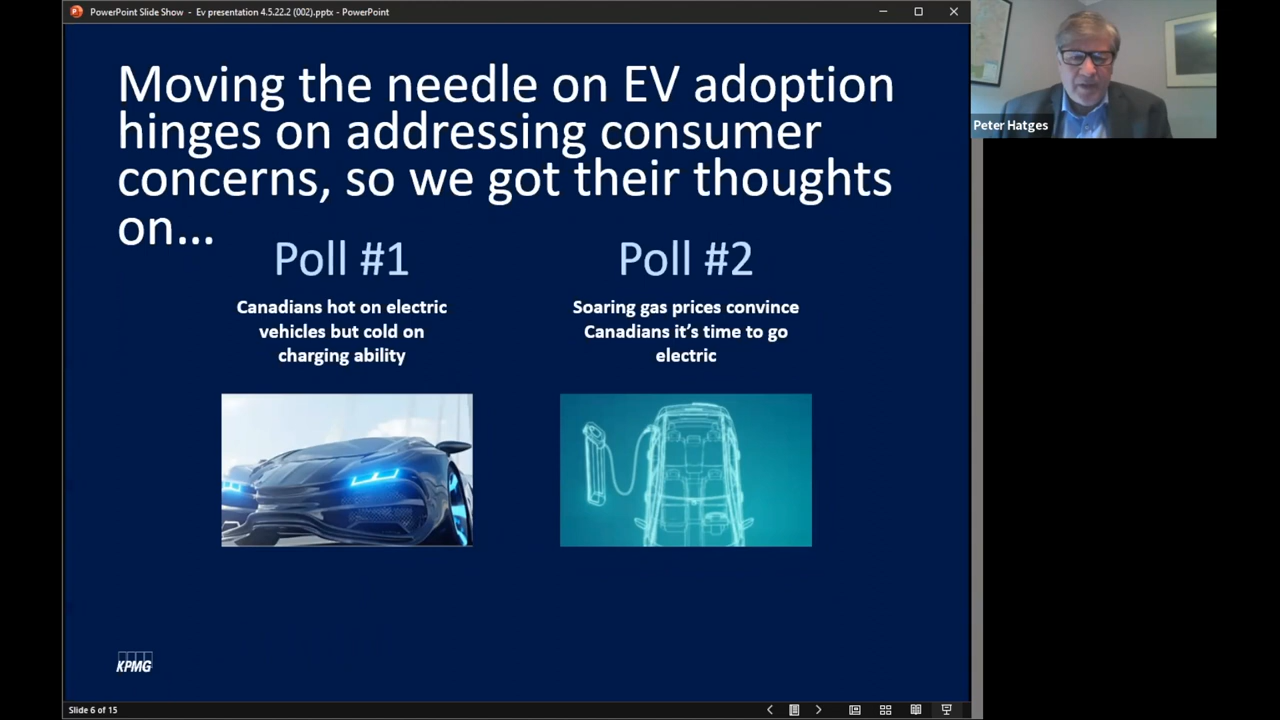 PowerPoint Slide Show - Ev presentation 4.5.22.2 (002).pptx - PowerPoint
Moving the needle on EV adoption
hinges on addressing consumer
concerns, so we got their thoughts
on...
Poll #1
Canadians hot on electric
vehicles but cold on
charging ability
Poll #2
Soaring gas prices convince
Canadians it's time to go
electric
KPMG
Slide 6 of 15
Peter Hatges